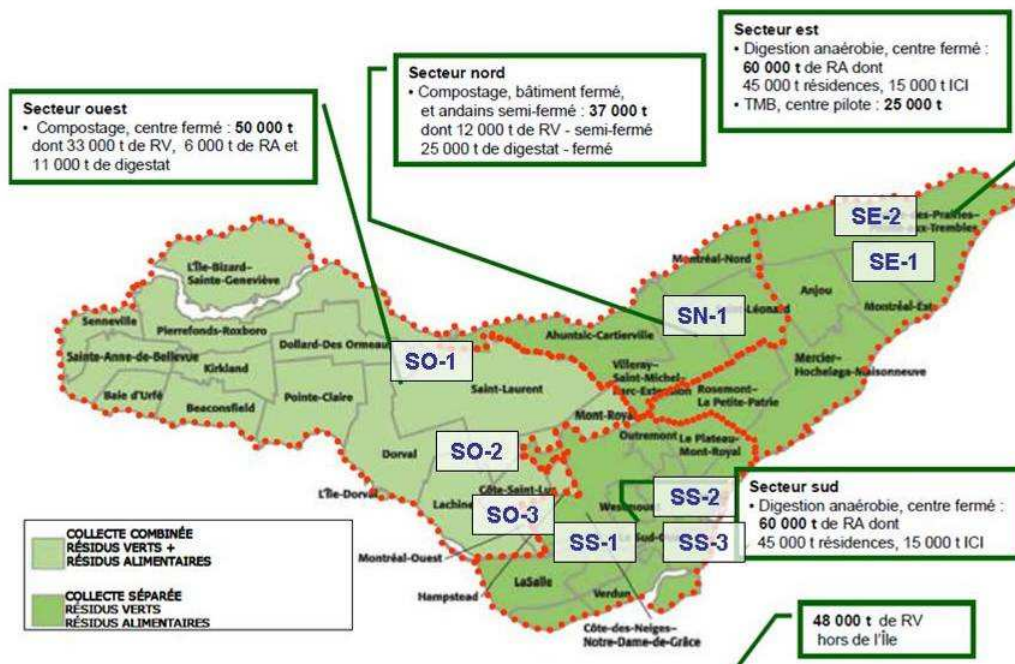 Secteur est
• Digestion anaérobie, centre fermé :
60 000 t de RA dont
45 000 t résidences, 15 000 t ICI
• TMB, centre pilote : 25 000 t
Secteur nord
• Compostage, bâtiment fermé,
et andains semi-fermé : 37 000 t
dont 12 000 t de RV - semi-fermé
25 000 t de digestat - fermé
Secteur ouest
• Compostage, centre fermé : 50 000 t
dont 33 000 t de RV, 6 000 t de RA et
11 000 t de digestat
SE-2
SE-1
SN-1
SO-1
SO-2
SO-3
SS-1
SS-2
SS-3
L'Île-Bizard–
Sainte-Geneviève
Senneville
Pierrefonds-Roxboro
Sainte-Anne-de-Bellevue
Kirkland
Dollard-Des Ormeau
Baie d'Urfé
Beaconsfield
Pointe-Claire
Saint-Laurent
Dorval
L'Île-Dorval
Lachine
Côte-Saint-Lu
Montréal-Ouest
Hampstead
LaSalle
Verdun
Côte-des-Neiges–
Notre-Dame-de-Grâce
Westmount
Outremont
Le Plateau-
Mont-Royal
Mont-Roya
Villeray–
Saint-Michel–
Parc-Extension
Rosemont–
La Petite-Patrie
Ahuntsic-Cartierville
Montréal-Nord
Léonard
Anjou
Montréal-Est
Mercier–
Hochelaga-Maisonneuve
des-Prairies–
aux-Trembles
Secteur sud
• Digestion anaérobie, centre fermé :
60 000 t de RA dont
45 000 t résidences, 15 000 t ICI
48 000 t de RV
hors de l'Île
COLLECTE COMBINÉE
RÉSIDUS VERTS +
RÉSIDUS ALIMENTAIRES
COLLECTE SÉPARÉE
RÉSIDUS VERTS
RÉSIDUS ALIMENTAIRES